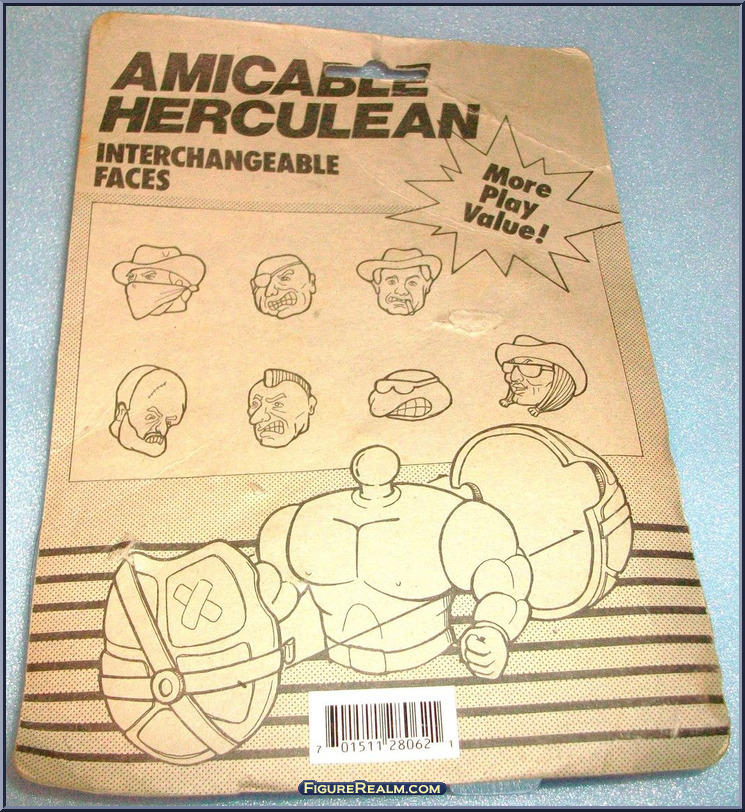 AMICABLE
HERCULEAN
INTERCHANGEABLE
FACES
More
Play
Value!
7 01511 28062 1
FIGUREREALM.COM